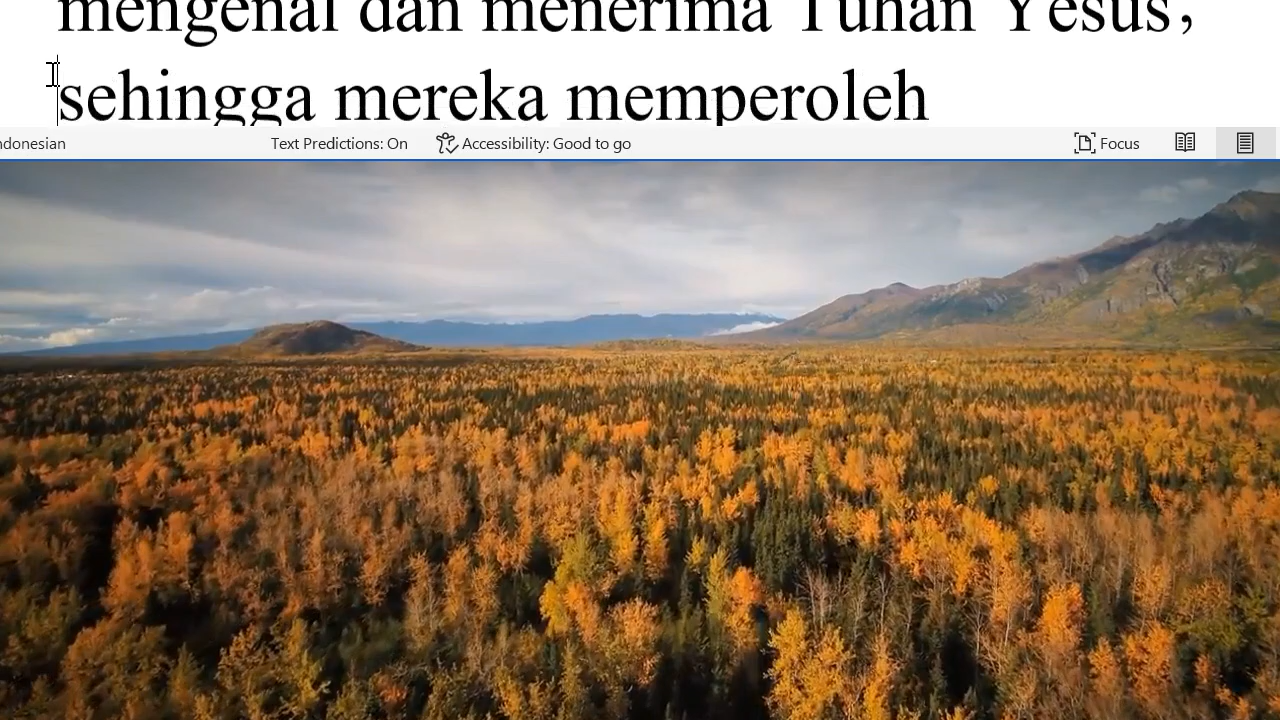 mengenal dan menerima Tuhan Yesus,
sehingga mereka memperoleh
Text Predictions: On
Accessibility: Good to go
Focus